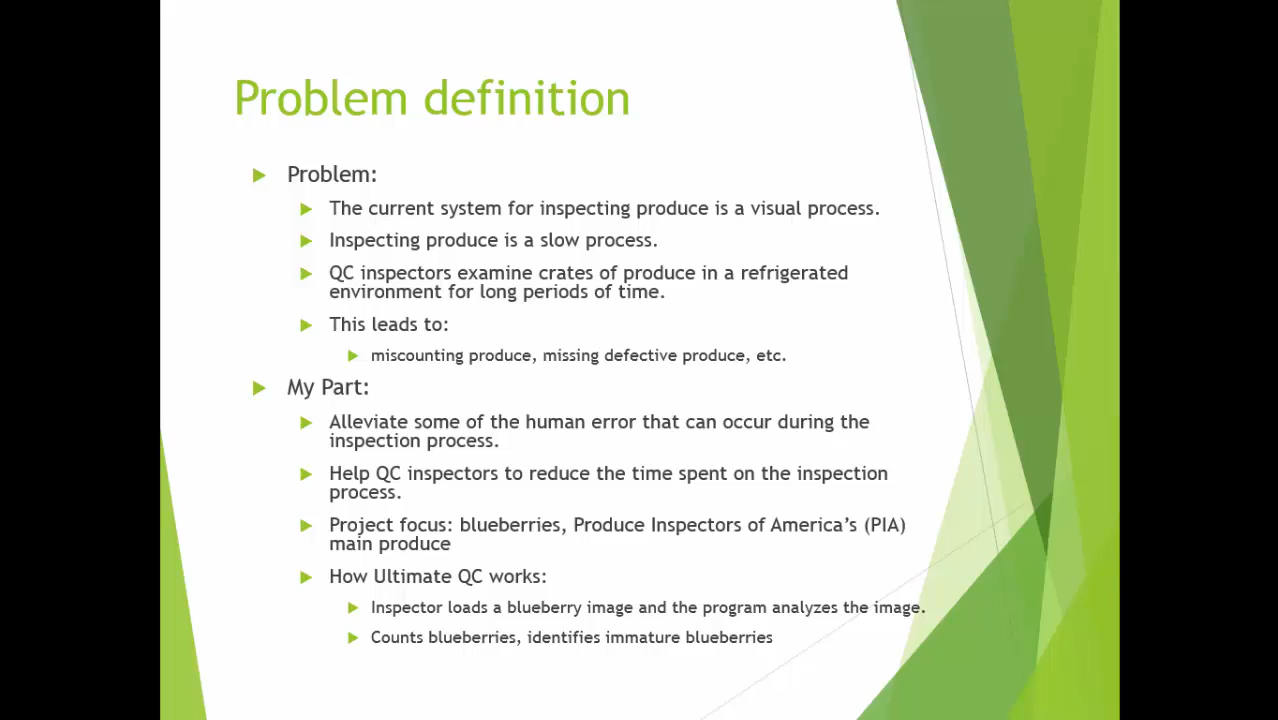 Problem definition
Problem:
The current system for inspecting produce is a visual process.
Inspecting produce is a slow process.
QC inspectors examine crates of produce in a refrigerated
environment for long periods of time.
This leads to:
miscounting produce, missing defective produce, etc.
My Part:
Alleviate some of the human error that can occur during the
inspection process.
Help QC inspectors to reduce the time spent on the inspection
process.
Project focus: blueberries, Produce Inspectors of America’s (PIA)
main produce
How Ultimate QC works:
Inspector loads a blueberry image and the program analyzes the image.
Counts blueberries, identifies immature blueberries